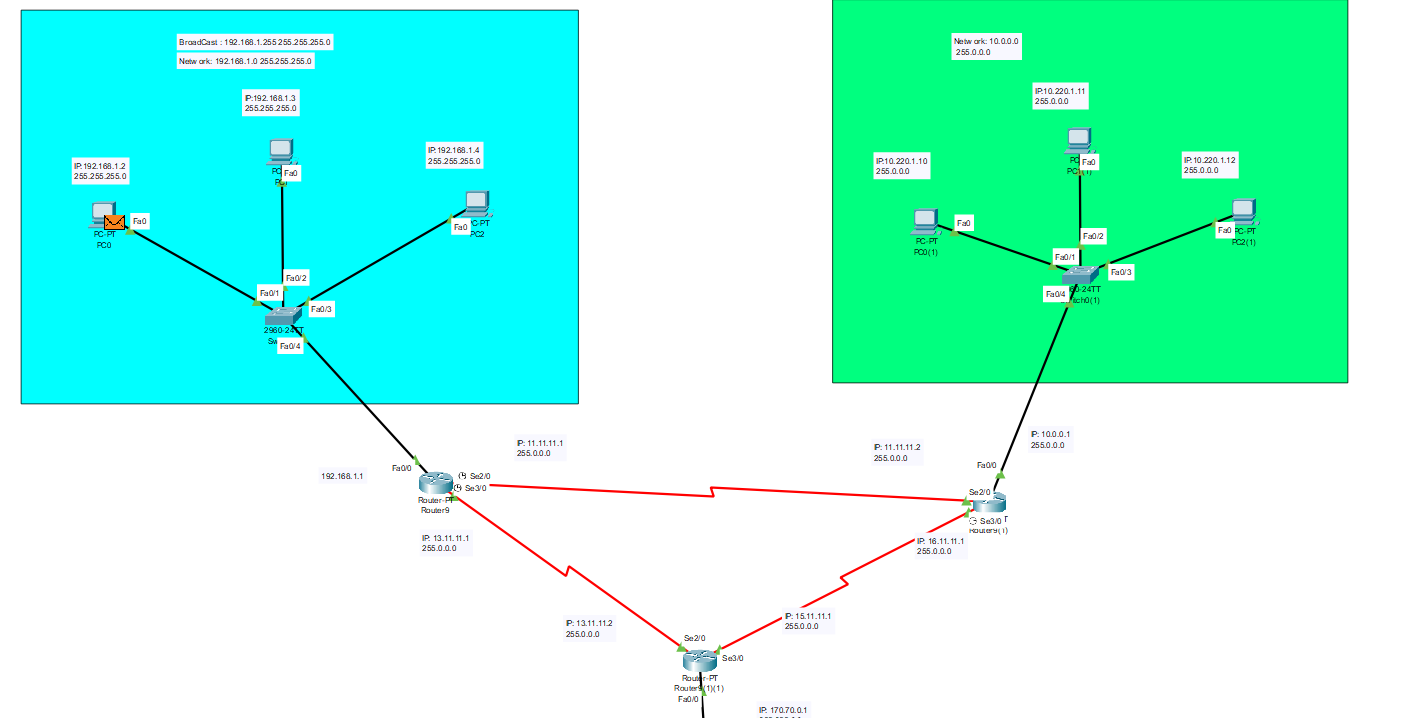 BroadCast : 192.168.1.255 255.255.255.0
Network: 192.168.1.0 255.255.255.0
IP:192.168.1.3
255.255.255.0
IP:192.168.1.2
255.255.255.0
IP:192.168.1.4
255.255.255.0
Fa0
PC-PT
PC0
Fa0
Fa0
C-PT
PC2
Fa0/1
Fa0/2
Fa0/3
2960-24TT
Fa0/4
Network: 10.0.0.0
255.0.0.0
IP:10.220.1.11
255.0.0.0
IP:10.220.1.10
255.0.0.0
IP:10.220.1.12
255.0.0.0
Fa0
Fa0
PC-PT
PC0(1)
Fa0
PC-PT
PC2(1)
Fa0/2
Fa0/1
Fa0/3
Fa0/4
60-24TT
itch0(1)
IP: 11.11.11.1
255.0.0.0
IP: 11.11.11.2
255.0.0.0
IP: 10.0.0.1
255.0.0.0
192.168.1.1
Fa0/0
Se2/0
Se3/0
Router-PT
Router9
Fa0/0
Se2/0
Se3/0
Router9(1)
IP: 13.11.11.1
255.0.0.0
IP: 16.11.11.1
255.0.0.0
IP: 13.11.11.2
255.0.0.0
IP: 15.11.11.1
255.0.0.0
Se2/0
Se3/0
Router-PT
Router9(1)(1)
Fa0/0
IP: 170.70.0.1